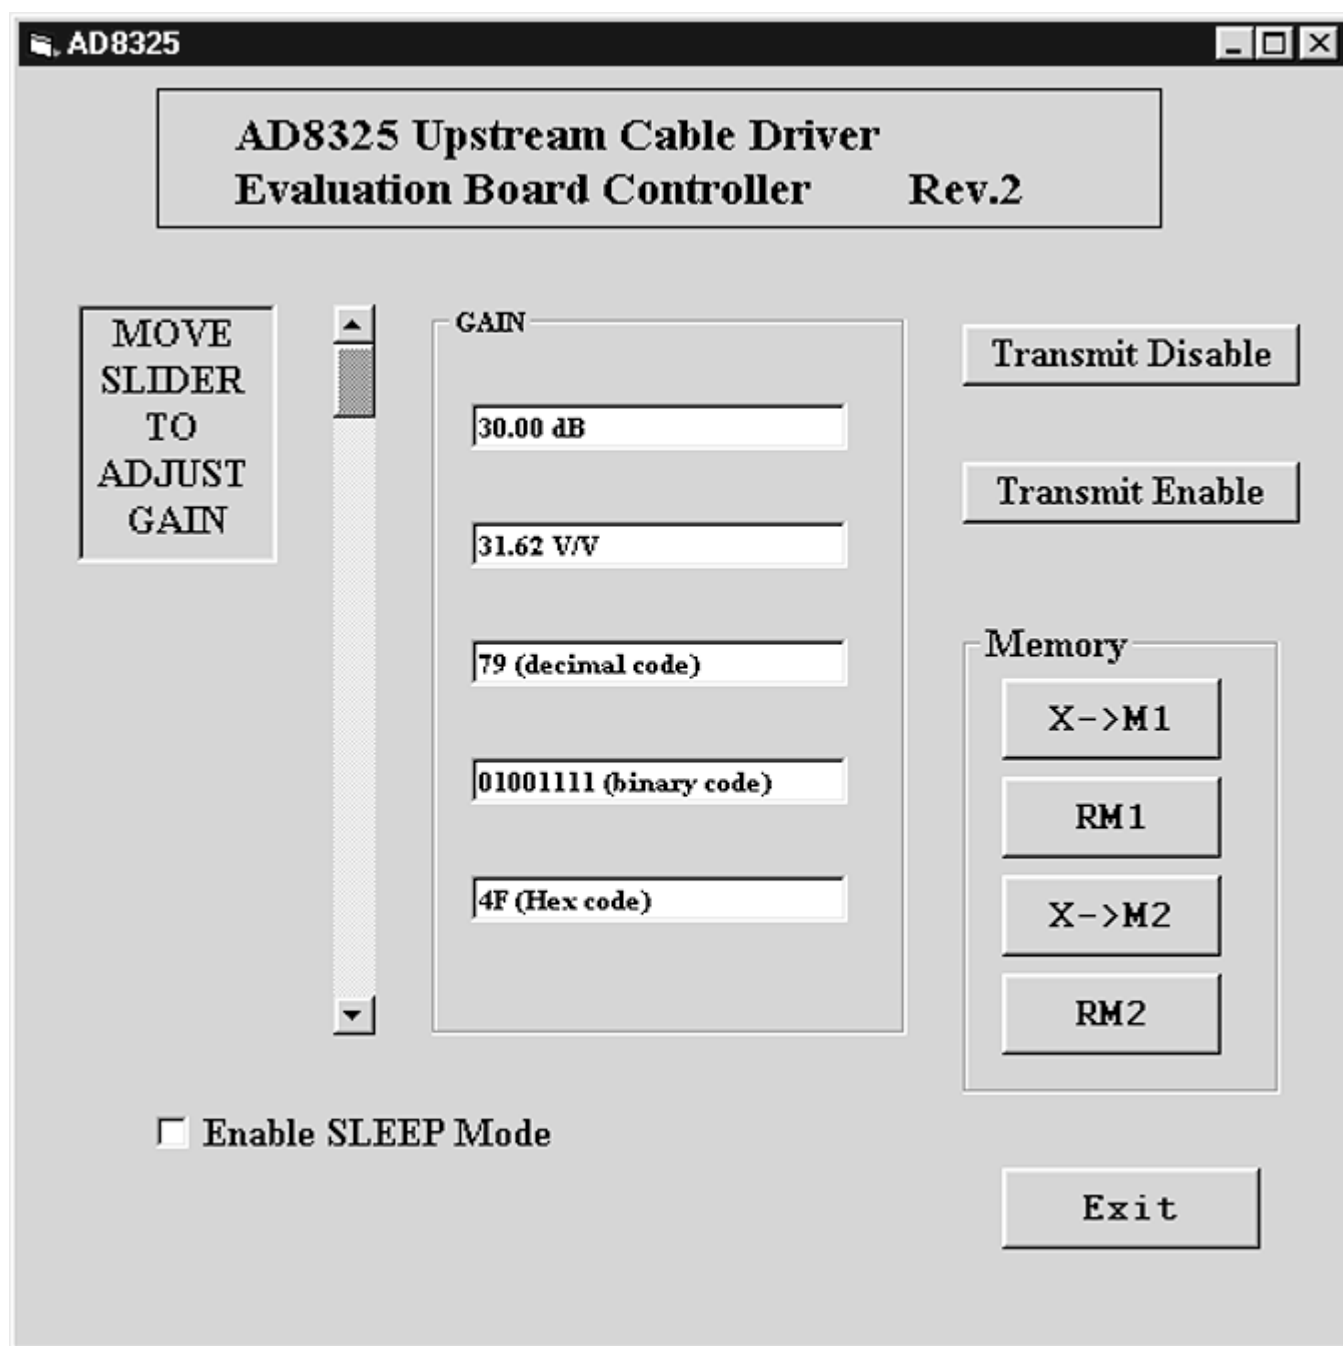 AD8325
AD8325 Upstream Cable Driver
Evaluation Board Controller Rev.2
MOVE
SLIDER
TO
ADJUST
GAIN
GAIN
30.00 dB
31.62 V/V
79 (decimal code)
01001111 (binary code)
4F (Hex code)
Transmit Disable
Transmit Enable
Memory
X->M1
RM1
X->M2
RM2
Enable SLEEP Mode
Exit